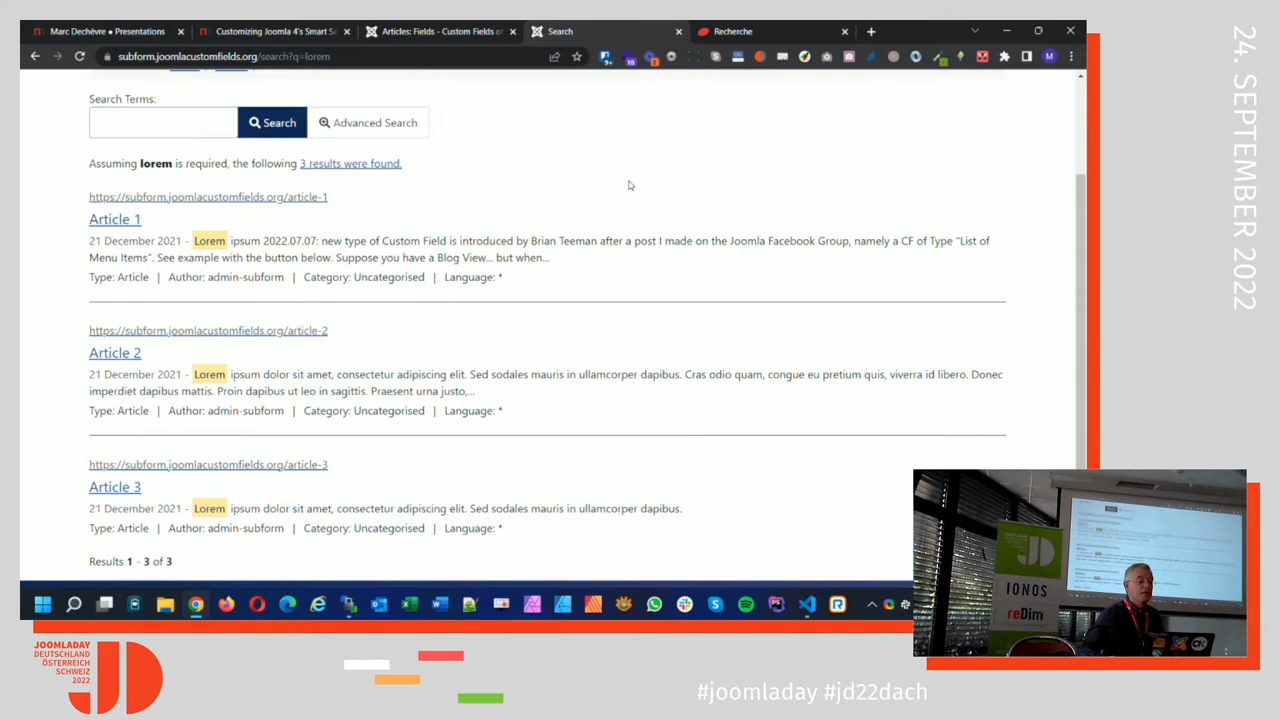 Marc Dechèvre • Presentations
Customizing Joomla 4's Smart Se
Articles: Fields - Custom Fields o
Search
Recherche
subform.joomlacustomfields.org/search?q=lorem
Search Terms:
Search
Advanced Search
Assuming lorem is required, the following 3 results were found.
https://subform.joomlacustomfields.org/article-1
Article 1
21 December 2021 - Lorem ipsum 2022.07.07: new type of Custom Field is introduced by Brian Teeman after a post I made on the Joomla Facebook Group, namely a CF of Type "List of
Menu Items". See example with the button below. Suppose you have a Blog View... but when...
Type: Article | Author: admin-subform | Category: Uncategorised | Language: *
https://subform.joomlacustomfields.org/article-2
Article 2
21 December 2021 - Lorem ipsum dolor sit amet, consectetur adipiscing elit. Sed sodales mauris in ullamcorper dapibus. Cras odio quam, congue eu pretium quis, viverra id libero. Donec
imperdiet dapibus mattis. Proin dapibus ut leo in sagittis. Praesent urna justo,...
Type: Article | Author: admin-subform | Category: Uncategorised | Language: *
https://subform.joomlacustomfields.org/article-3
Article 3
21 December 2021 - Lorem ipsum dolor sit amet, consectetur adipiscing elit. Sed sodales mauris in ullamcorper dapibus.
Type: Article | Author: admin-subform | Category: Uncategorised | Language: *
Results 1 - 3 of 3
24. SEPTEMBER 2022
JD
IONOS
reDim
JOOMLADAY
DEUTSCHLAND
ÖSTERREICH
SCHWEIZ
2022
JD
#joomladay #jd22dach